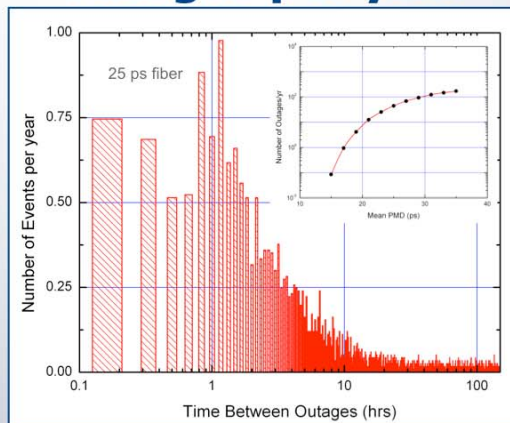 1.00
0.75
0.50
0.25
0.00
Number of Events per year
25 ps fiber
0.1
1
10
100
Time Between Outages (hrs)
Number of Outages/yr
10
20
30
40
Mean PMD (ps)